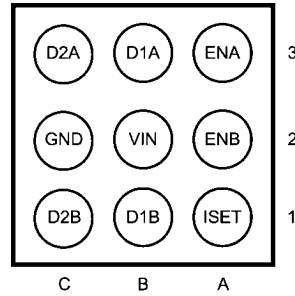 D2A D1A ENA 3
GND VIN ENB 2
D2B D1B ISET 1
C B A